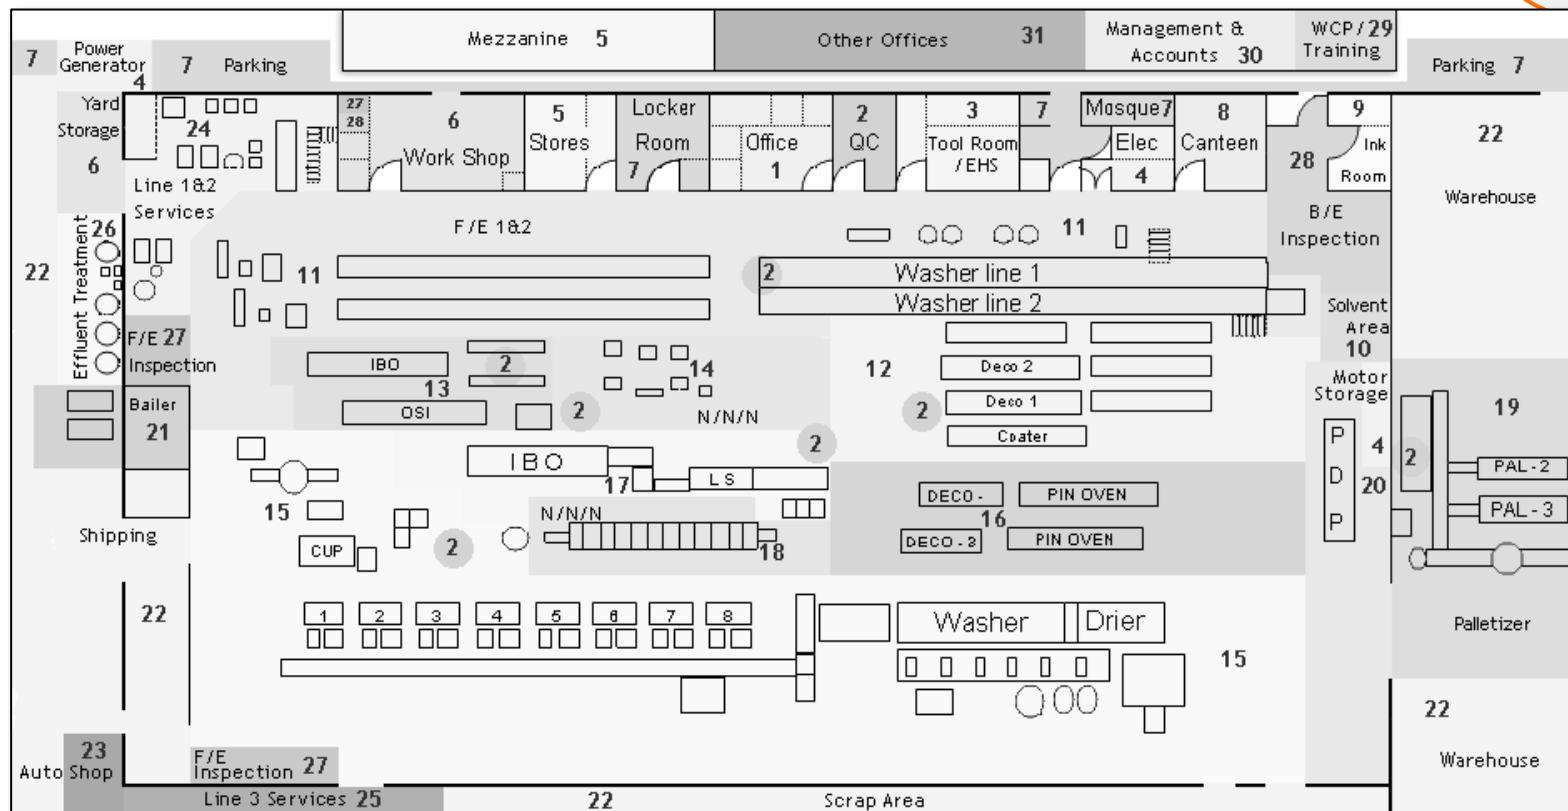 Mezzanine 5
Other Offices 31
Management &
Accounts 30
WCP / 29
Training
7
Power
Generator
4
7 Parking
Parking 7
Yard
Storage
6
24
27
28
6
Work Shop
5
Stores
Locker
Room
7
Office
1
2
QC
3
Tool Room
/ EHS
7
Mosque 7
Elec
4
8
Canteen
28
9
Ink
Room
22
Warehouse
Line 1&2
Services
F/E 1&2
11
B/E
Inspection
26
Effluent Treatment
22
11
2
Washer line 1
Washer line 2
Solvent
Area
10
F/E 27
Inspection
IBO
2
14
12
Deco 2
13
OSI
2
N/N/N
2
Deco 1
Coater
Motor
Storage
Bailer
21
19
2
P
D
P
4
20
2
PAL - 2
PAL - 3
IBO
17
LS
15
DECO -
PIN OVEN
16
DECO - 3
PIN OVEN
Shipping
CUP
2
N/N/N
18
22
1
2
3
4
5
6
7
8
Washer
Drier
15
Palletizer
22
Warehouse
23
Auto Shop
F/E
Inspection 27
Line 3 Services 25
22
Scrap Area